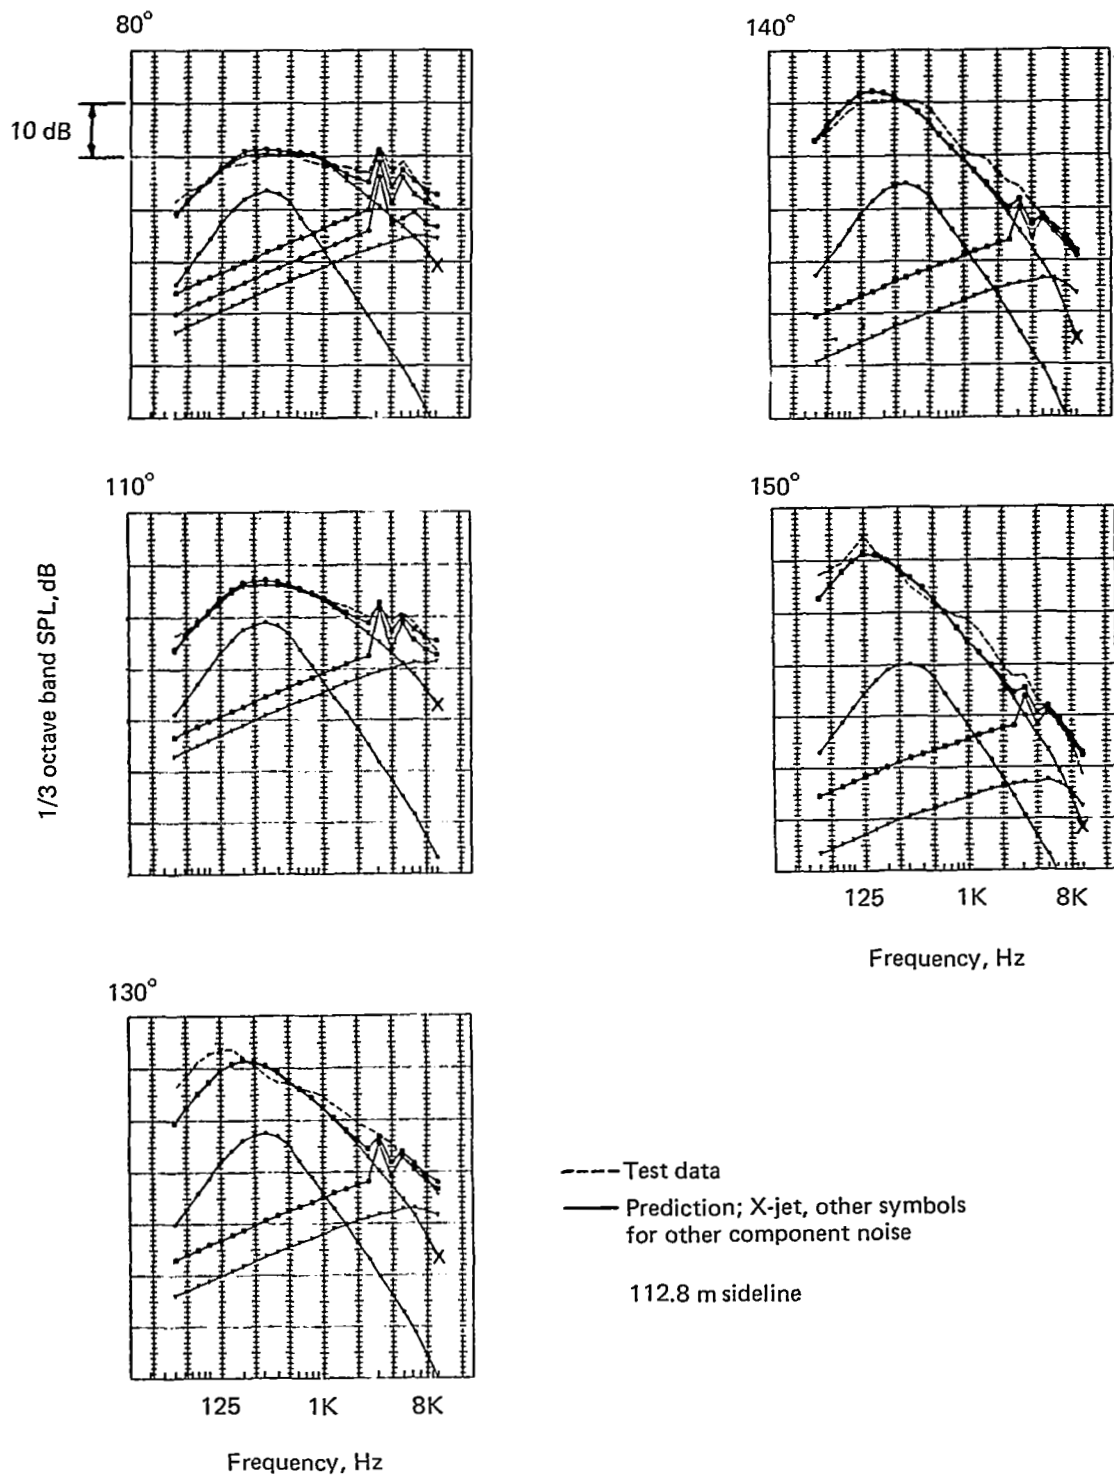 80°
140°
10 dB
110°
150°
1/3 octave band SPL, dB
125 1K 8K
Frequency, Hz
130°
Test data
Prediction; X-jet, other symbols
for other component noise
112.8 m sideline
125 1K 8K
Frequency, Hz